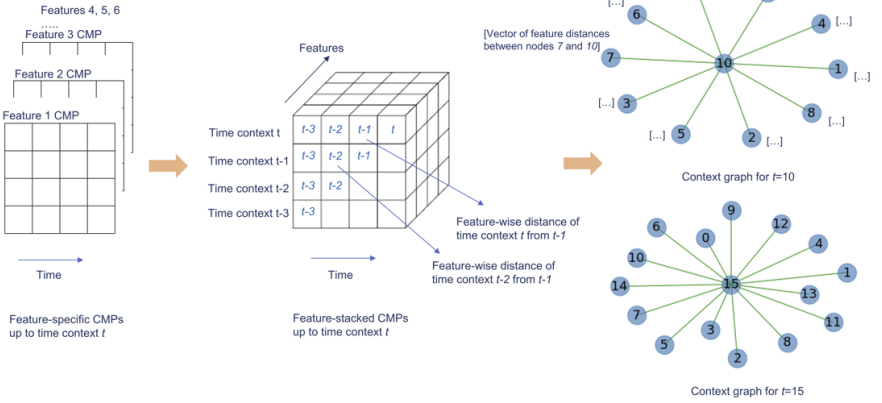 Features 4, 5, 6
.....
Feature 3 CMP
Feature 2 CMP
Feature 1 CMP
Time
Feature-specific CMPs
up to time context t
Features
Time context t
t-3 t-2 t-1 t
Time context t-1
t-3 t-2 t-1
Time context t-2
t-3 t-2
Time context t-3
t-3
Feature-wise distance of
time context t from t-1
Feature-wise distance of
time context t-2 from t-1
Time
Feature-stacked CMPs
up to time context t
[...]
6
4 [...]
[Vector of feature distances
between nodes 7 and 10]
7
10
1
[...]
[...] 3
8
[...]
[...] 5
2 [...]
Context graph for t=10
9
12
6
0
4
10
1
14
15
13
7
11
3
5
8
2
Context graph for t=15